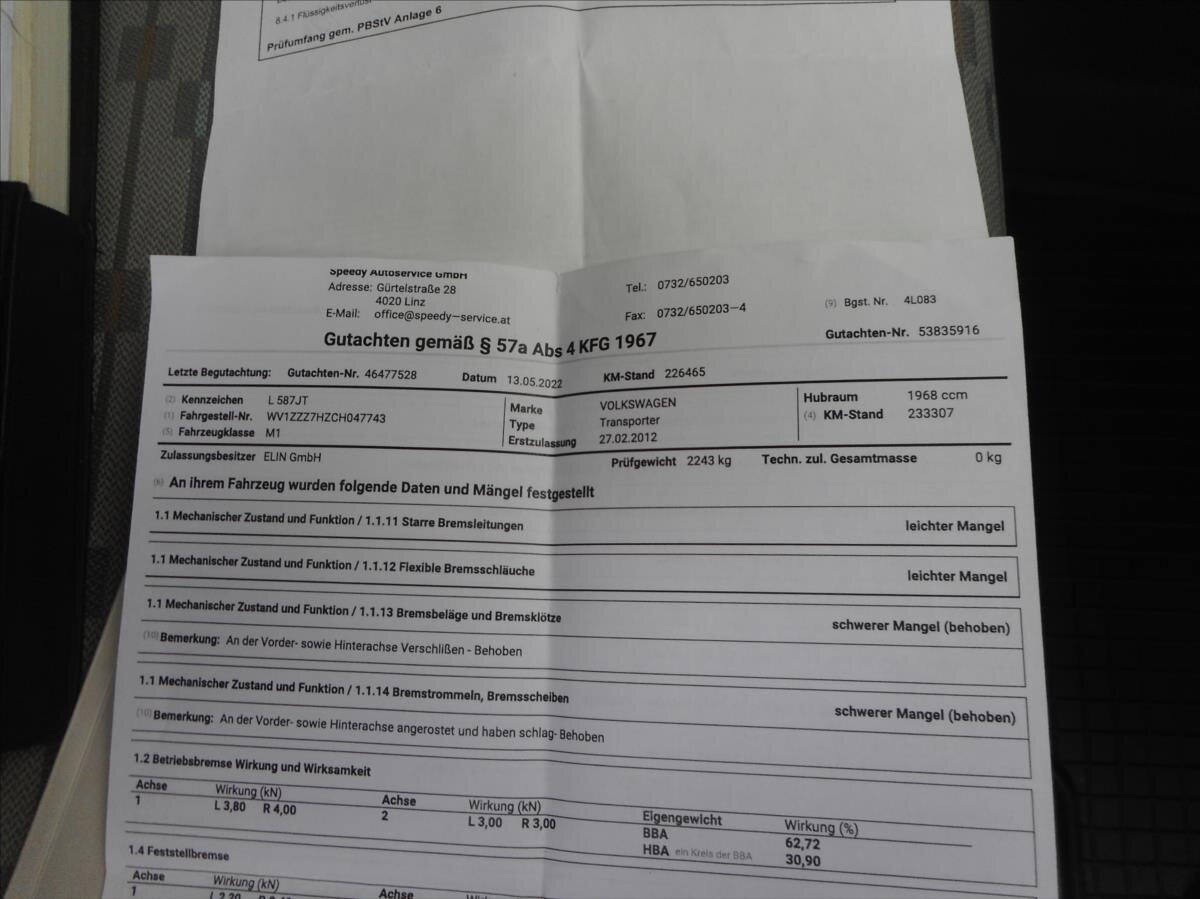 8.4.1 Flüssigkeitsverlust
Prüfumfang gem. PBStV Anlage 6
Speedy Autoservice GmbH
Adresse: Gürtelstraße 28
4020 Linz
E-Mail: office@speedy-service.at
Tel.: 0732/650203
Fax: 0732/650203-4
(9) Bgst. Nr. 4L083
Gutachten-Nr. 53835916
Gutachten gemäß § 57a Abs 4 KFG 1967
Letzte Begutachtung: Gutachten-Nr. 46477528 Datum 13.05.2022 KM-Stand 226465
(2) Kennzeichen L 587JT
(1) Fahrgestell-Nr. WV1ZZZ7HZCH047743
(5) Fahrzeugklasse M1
Marke VOLKSWAGEN
Type Transporter
Erstzulassung 27.02.2012
Hubraum 1968 ccm
(4) KM-Stand 233307
Zulassungsbesitzer ELIN GmbH Prüfgewicht 2243 kg Techn. zul. Gesamtmasse 0 kg
(6) An ihrem Fahrzeug wurden folgende Daten und Mängel festgestellt
1.1 Mechanischer Zustand und Funktion / 1.1.11 Starre Bremsleitungen leichter Mangel
1.1 Mechanischer Zustand und Funktion / 1.1.12 Flexible Bremsschläuche leichter Mangel
1.1 Mechanischer Zustand und Funktion / 1.1.13 Bremsbeläge und Bremsklötze schwerer Mangel (behoben)
(10) Bemerkung: An der Vorder- sowie Hinterachse Verschlißen - Behoben
1.1 Mechanischer Zustand und Funktion / 1.1.14 Bremstrommeln, Bremsscheiben schwerer Mangel (behoben)
(10) Bemerkung: An der Vorder- sowie Hinterachse angerostet und haben schlag- Behoben
1.2 Betriebsbremse Wirkung und Wirksamkeit
Achse Wirkung (kN) Achse Wirkung (kN) Eigengewicht Wirkung (%)
1 L 3,80 R 4,00 2 L 3,00 R 3,00 BBA 62,72
HBA ein Kreis der BBA 30,90
1.4 Feststellbremse
Achse Wirkung (kN) Achse
1